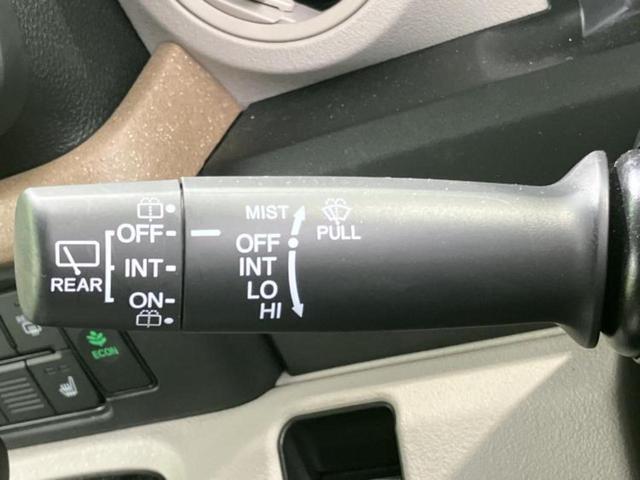 REAR
OFF
INT
ON
MIST
OFF
INT
LO
HI
PULL
ECON